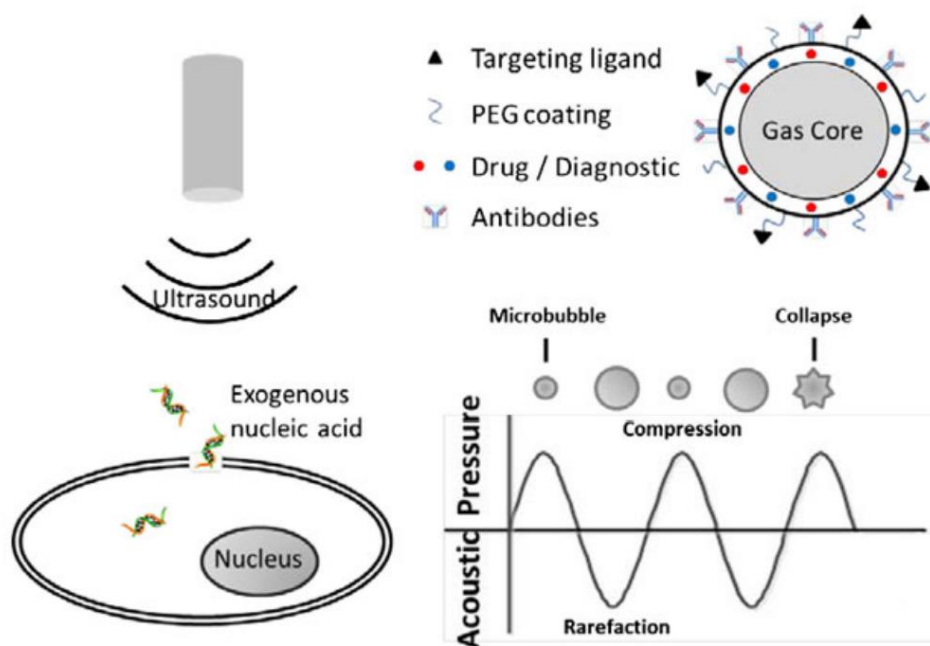 Ultrasound
Exogenous
nucleic acid
Nucleus
Targeting ligand
PEG coating
Drug / Diagnostic
Antibodies
Gas Core
Microbubble
Collapse
Compression
Acoustic Pressure
Rarefaction